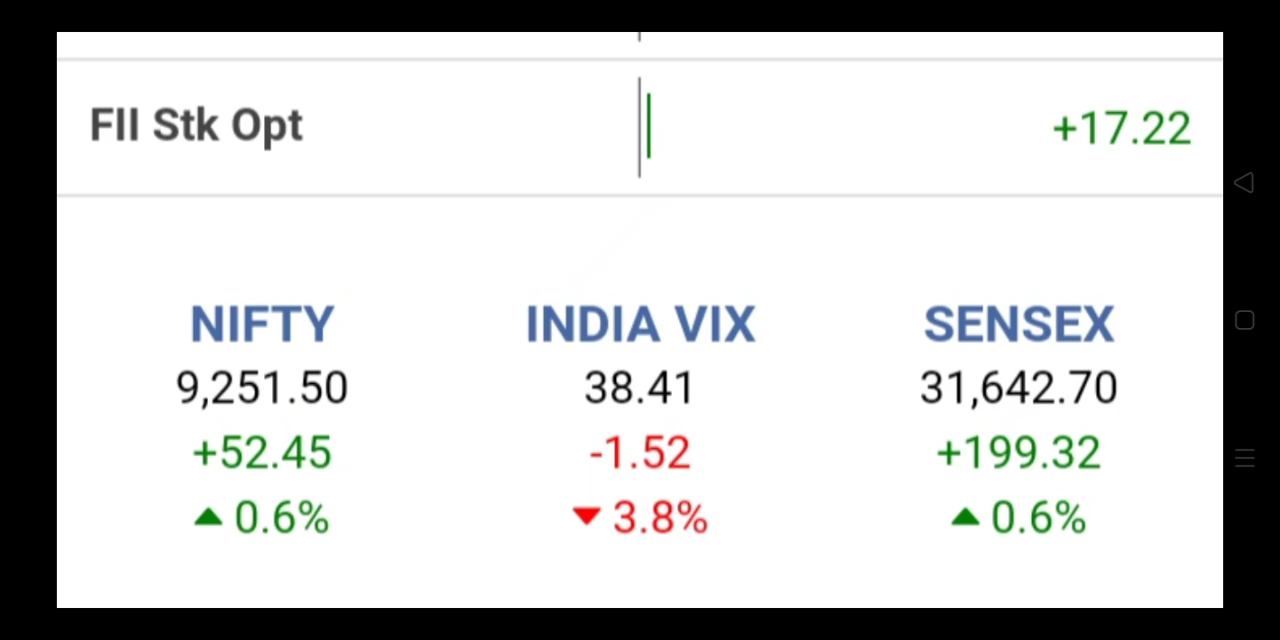 FII Stk Opt +17.22
NIFTY INDIA VIX SENSEX
9,251.50 38.41 31,642.70
+52.45 -1.52 +199.32
▲ 0.6% ▼ 3.8% ▲ 0.6%